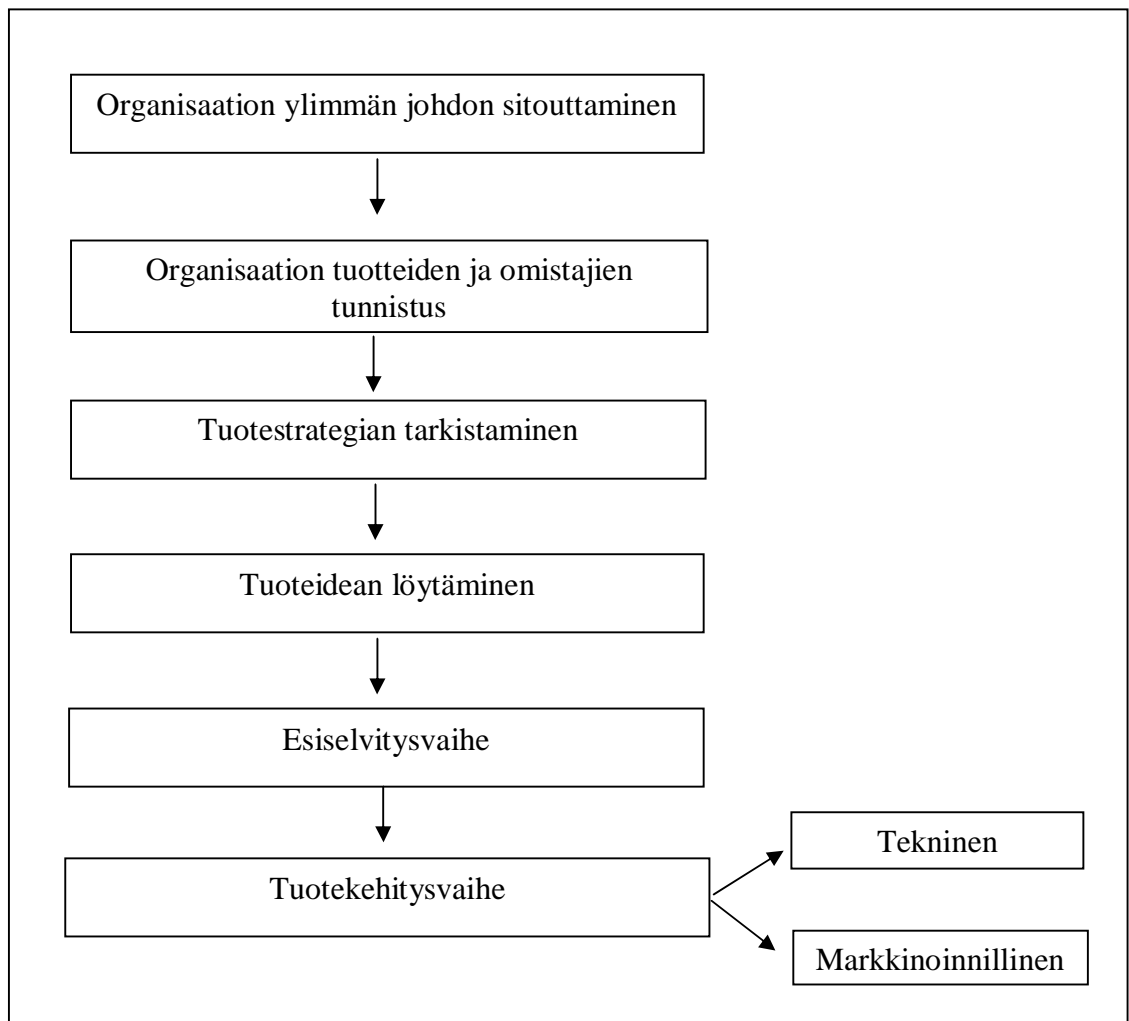 Organisaation ylimmän johdon sitouttaminen
Organisaation tuotteiden ja omistajien
tunnistus
Tuotestrategian tarkistaminen
Tuoteidean löytäminen
Esiselvitysvaihe
Tuotekehitysvaihe
Tekninen
Markkinoinnillinen